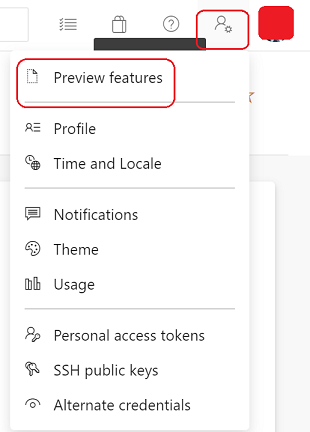 Preview features
Profile
Time and Locale
Notifications
Theme
Usage
Personal access tokens
SSH public keys
Alternate credentials